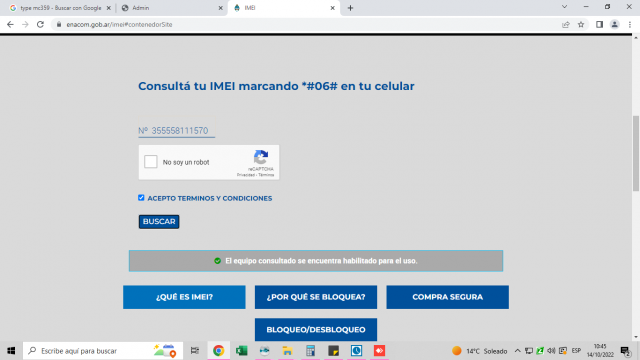 type mc359 - Buscar con Google
Admin
IMEI
enacom.gob.ar/imei#contenedorSite
Consultá tu IMEI marcando *#06# en tu celular
Nº 355558111570
No soy un robot
reCAPTCHA
Privacidad - Términos
ACEPTO TERMINOS Y CONDICIONES
BUSCAR
El equipo consultado se encuentra habilitado para el uso.
¿QUÉ ES IMEI? ¿POR QUÉ SE BLOQUEA? COMPRA SEGURA
BLOQUEO/DESBLOQUEO
Escribe aquí para buscar
14°C Soleado
ESP
10:45
14/10/2022